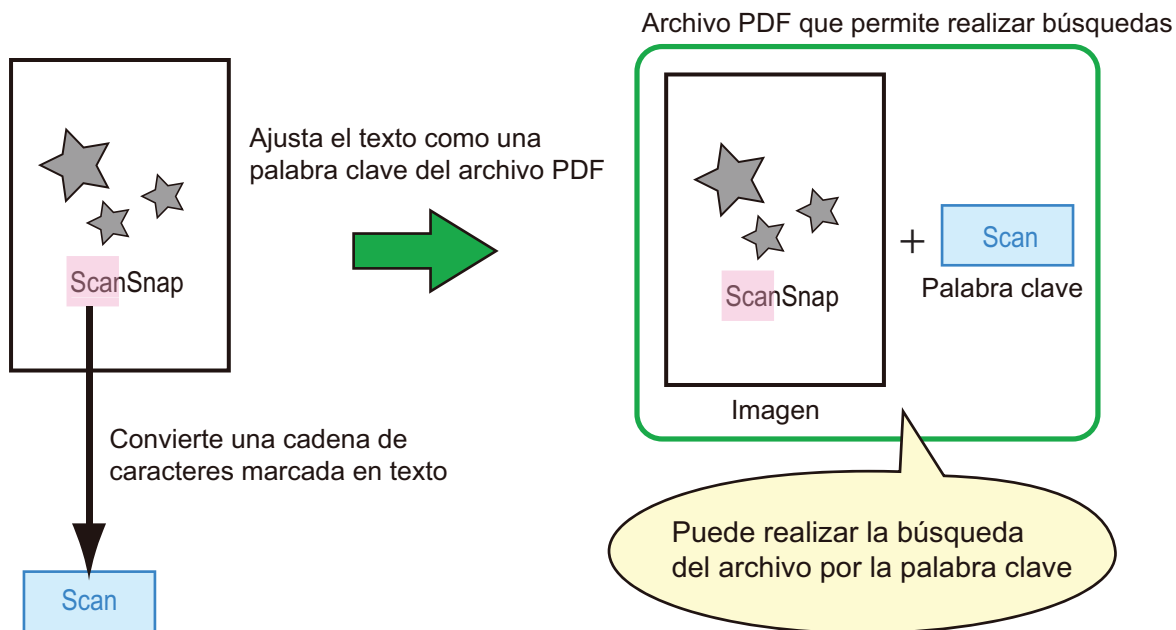 Archivo PDF que permite realizar búsquedas
Ajusta el texto como una
palabra clave del archivo PDF
ScanSnap
Convierte una cadena de
caracteres marcada en texto
Scan
ScanSnap
Imagen
+
Scan
Palabra clave
Puede realizar la búsqueda
del archivo por la palabra clave